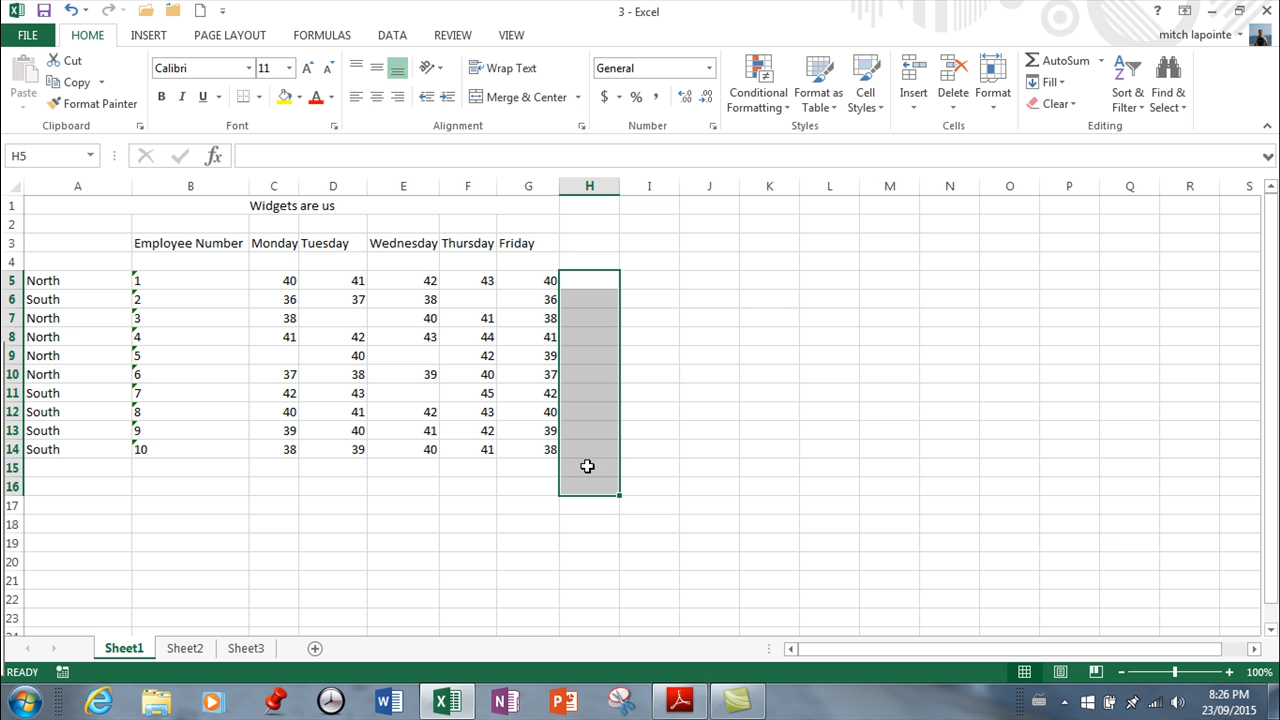 3 - Excel
FILE HOME INSERT PAGE LAYOUT FORMULAS DATA REVIEW VIEW mitch lapointe
Cut Calibri 11 Wrap Text General AutoSum
Copy Paste Fill
Format Painter B I U Merge & Center $ % , Conditional Formatting Format as Table Cell Styles Insert Delete Format Clear Sort & Filter Find & Select
Clipboard Font Alignment Number Styles Cells Editing
H5 fx
A B C D E F G H I J K L M N O P Q R S
1 Widgets are us
2
3 Employee Number Monday Tuesday Wednesday Thursday Friday
4
5 North 1 40 41 42 43 40
6 South 2 36 37 38 36
7 North 3 38 40 41 38
8 North 4 41 42 43 44 41
9 North 5 40 42 39
10 North 6 37 38 39 40 37
11 South 7 42 43 45 42
12 South 8 40 41 42 43 40
13 South 9 39 40 41 42 39
14 South 10 38 39 40 41 38
15
16
17
18
19
20
21
22
23
24
Sheet1 Sheet2 Sheet3
READY 100%
8:26 PM
23/09/2015